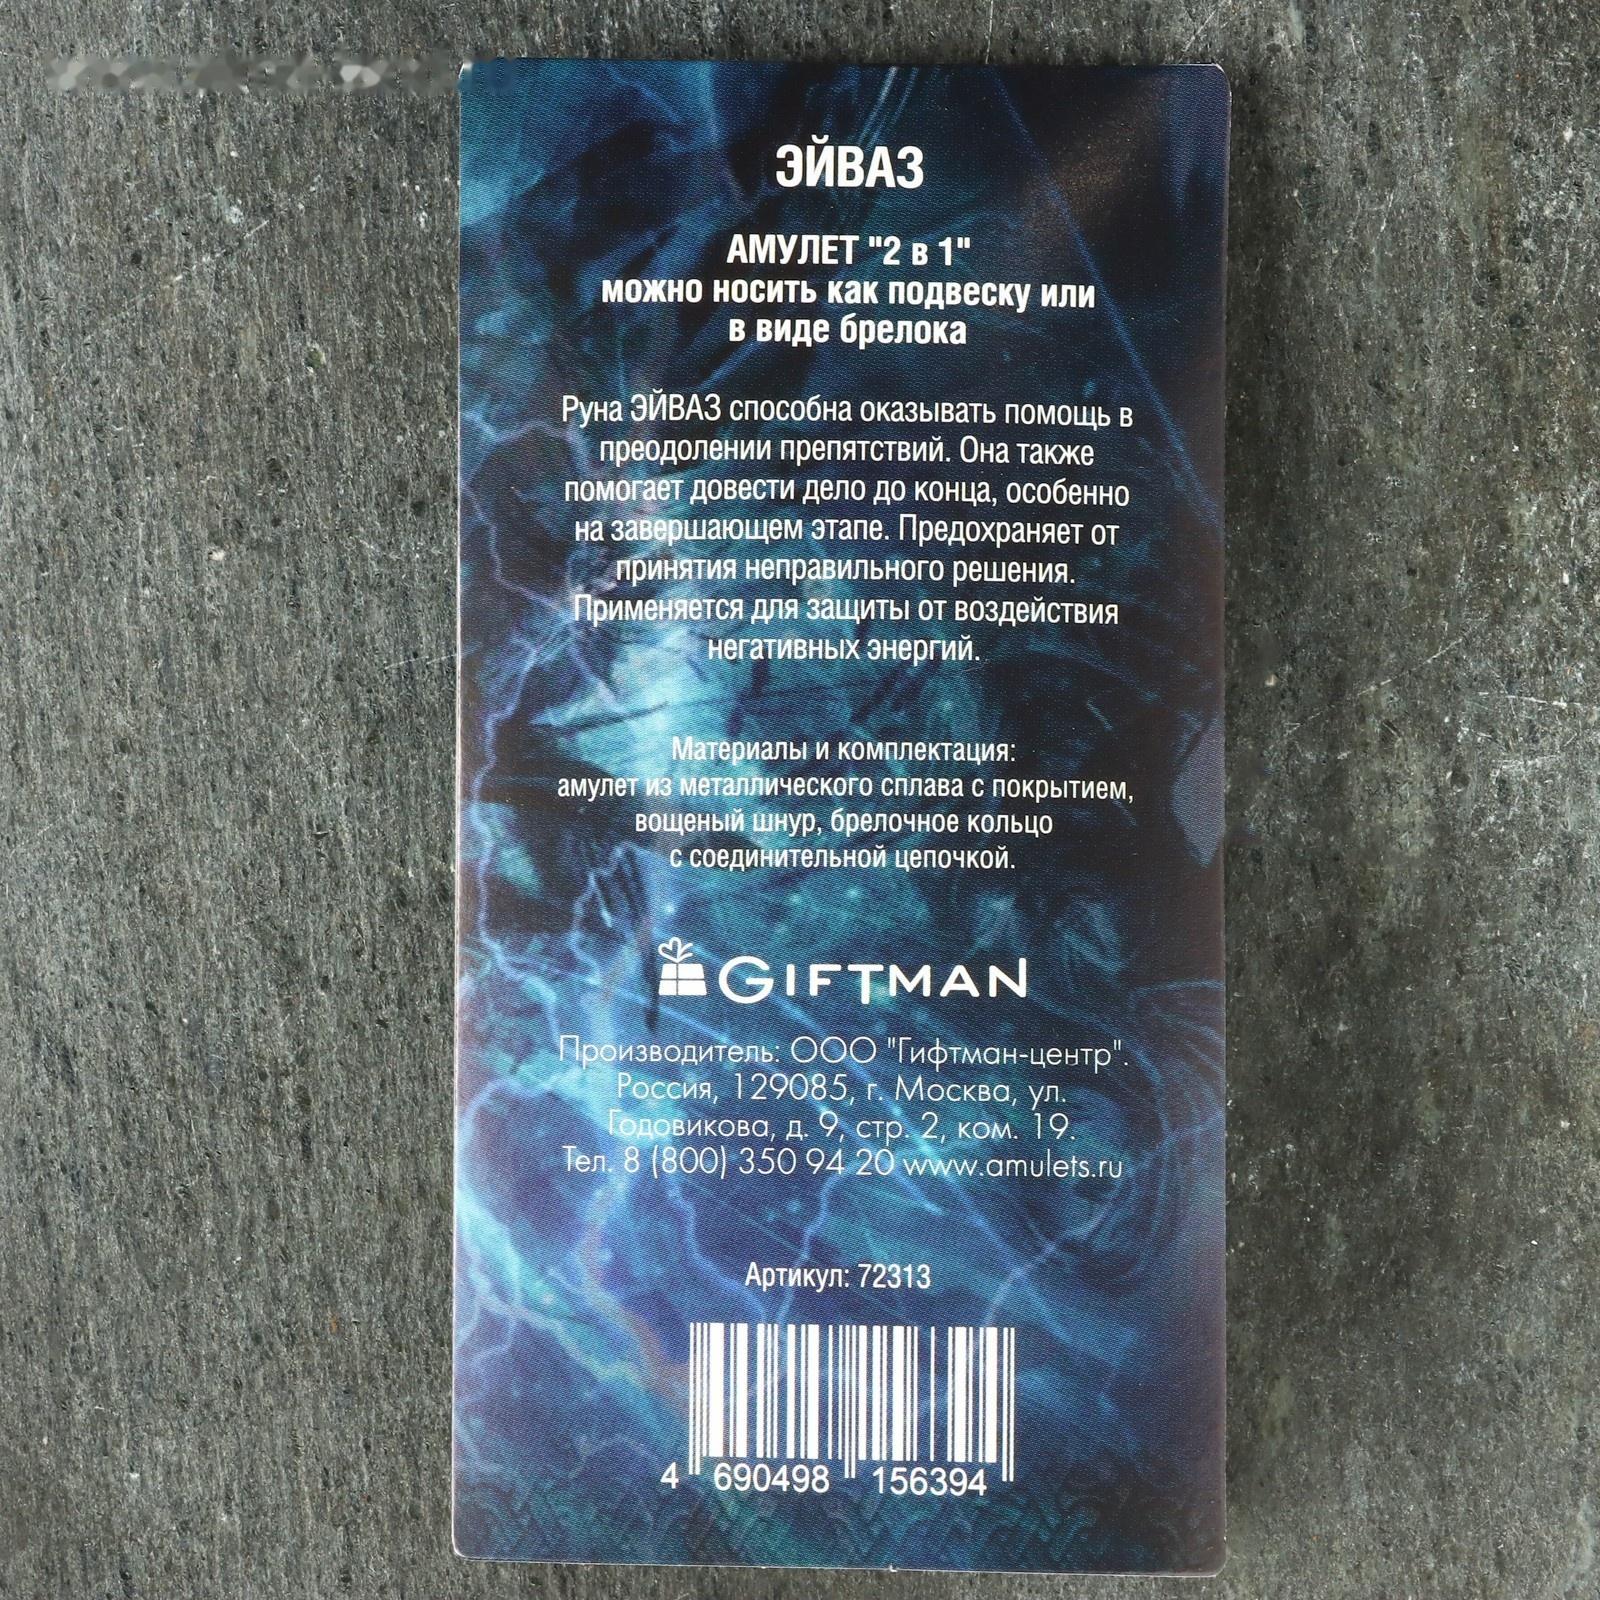 ЭЙВАЗ
АМУЛЕТ "2 в 1"
можно носить как подвеску или
в виде брелока
Руна ЭЙВАЗ способна оказывать помощь в
преодолении препятствий. Она также
помогает довести дело до конца, особенно
на завершающем этапе. Предохраняет от
принятия неправильного решения.
Применяется для защиты от воздействия
негативных энергий.
Материалы и комплектация:
амулет из металлического сплава с покрытием,
вощеный шнур, брелочное кольцо
с соединительной цепочкой.
GIFTMAN
Производитель: ООО "Гифтман-центр".
Россия, 129085, г. Москва, ул.
Годовикова, д. 9, стр. 2, ком. 19.
Тел. 8 (800) 350 94 20 www.amulets.ru
Артикул: 72313
4 690498 156394